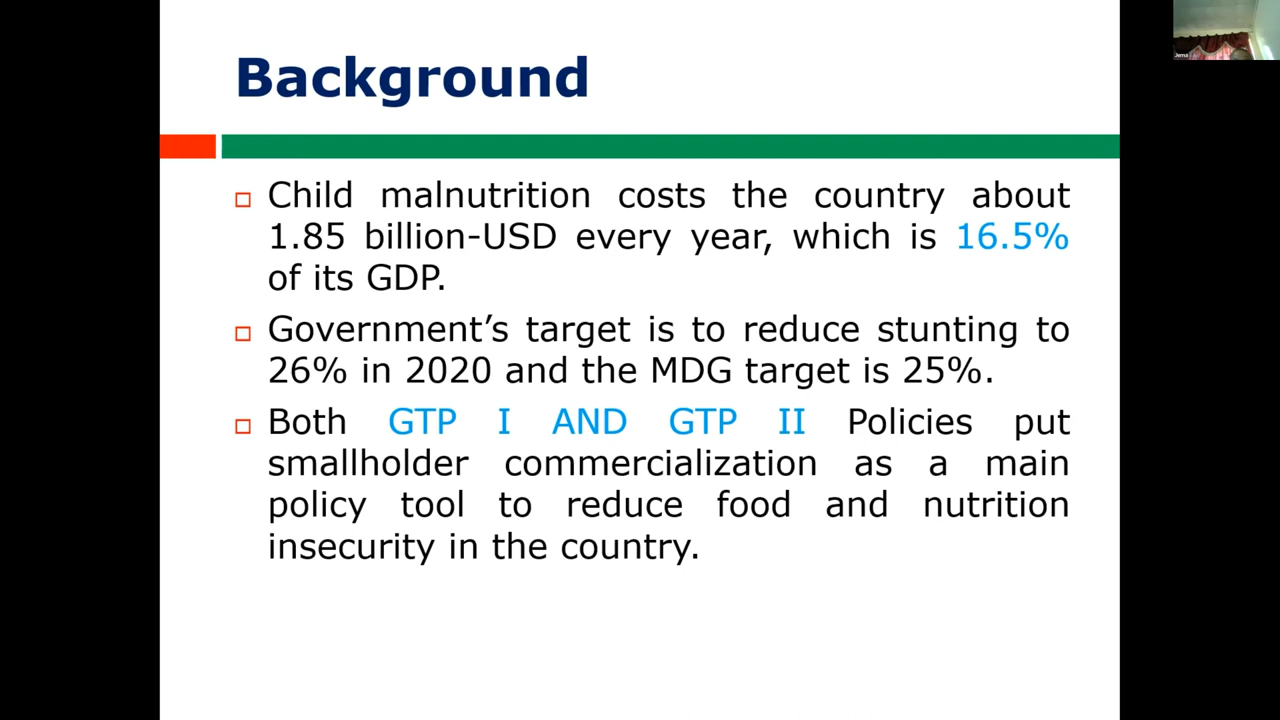 Background
Child malnutrition costs the country about
1.85 billion-USD every year, which is 16.5%
of its GDP.
Government’s target is to reduce stunting to
26% in 2020 and the MDG target is 25%.
Both GTP I AND GTP II Policies put
smallholder commercialization as a main
policy tool to reduce food and nutrition
insecurity in the country.